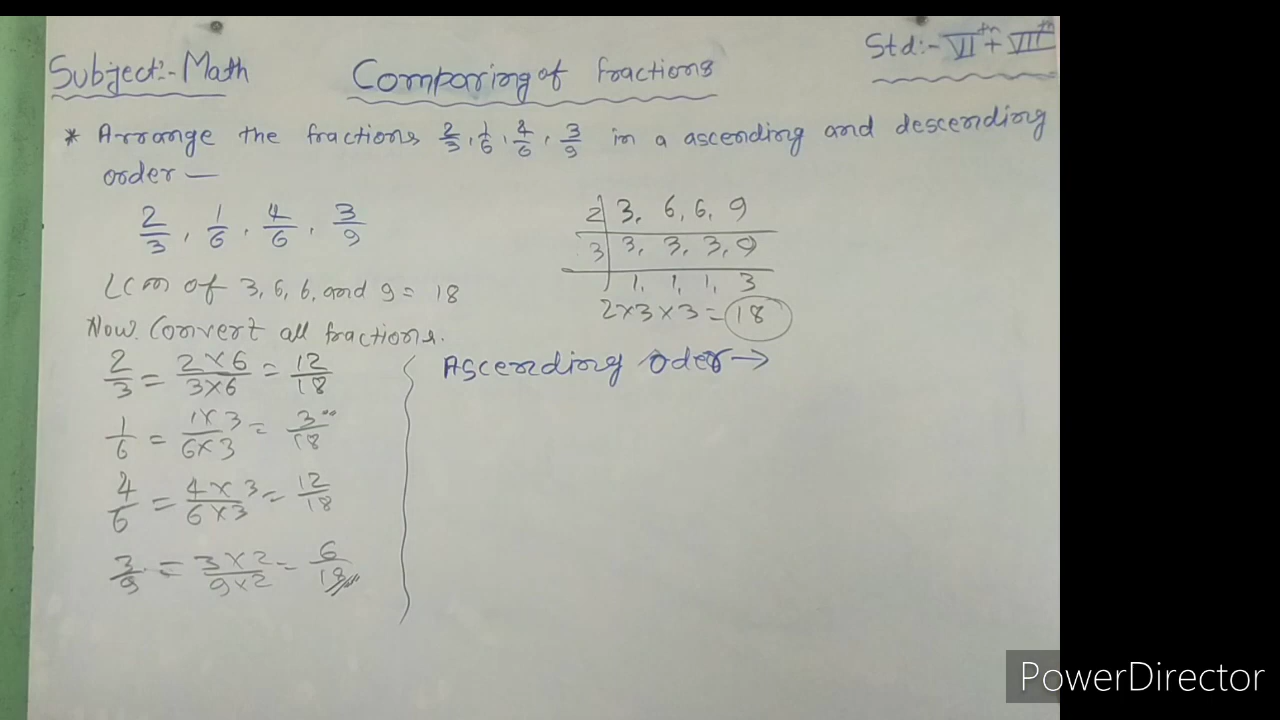 Subject:- Math Comparing of fractions Std:- VIth + VIIth
* Arrange the fractions 2/3, 1/6, 4/6, 3/9 in a ascending and descending
order —
2/3, 1/6, 4/6, 3/9
LCM of 3, 6, 6, and 9 = 18
Now. Convert all fractions.
2/3 = 2×6/3×6 = 12/18
1/6 = 1×3/6×3 = 3/18
4/6 = 4×3/6×3 = 12/18
3/9 = 3×2/9×2 = 6/18
2 | 3, 6, 6, 9
3 | 3, 3, 3, 9
1, 1, 1, 3
2×3×3 = 18
Ascending oder →
PowerDirector